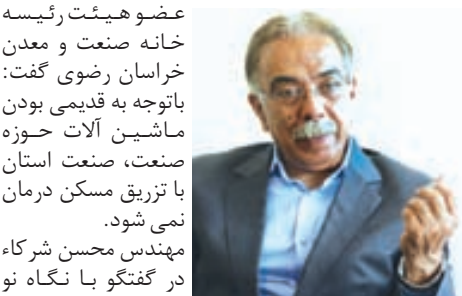 عضو هیئت رئیسه
خانه صنعت و معدن
خراسان رضوی گفت:
باتوجه به قدیمی بودن
ماشین آلات حوزه
صنعت، صنعت استان
با تزریق مسکن درمان
نمی شود.
مهندس محسن شرکاء
در گفتگو با نگاه نو